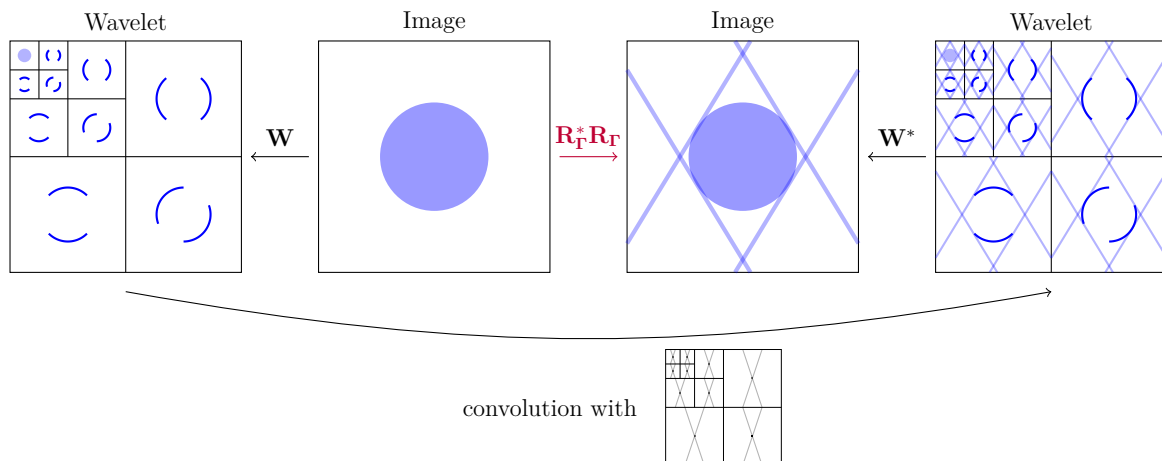 Wavelet
Image
Image
Wavelet
W
R*ΓRΓ
W*
convolution with